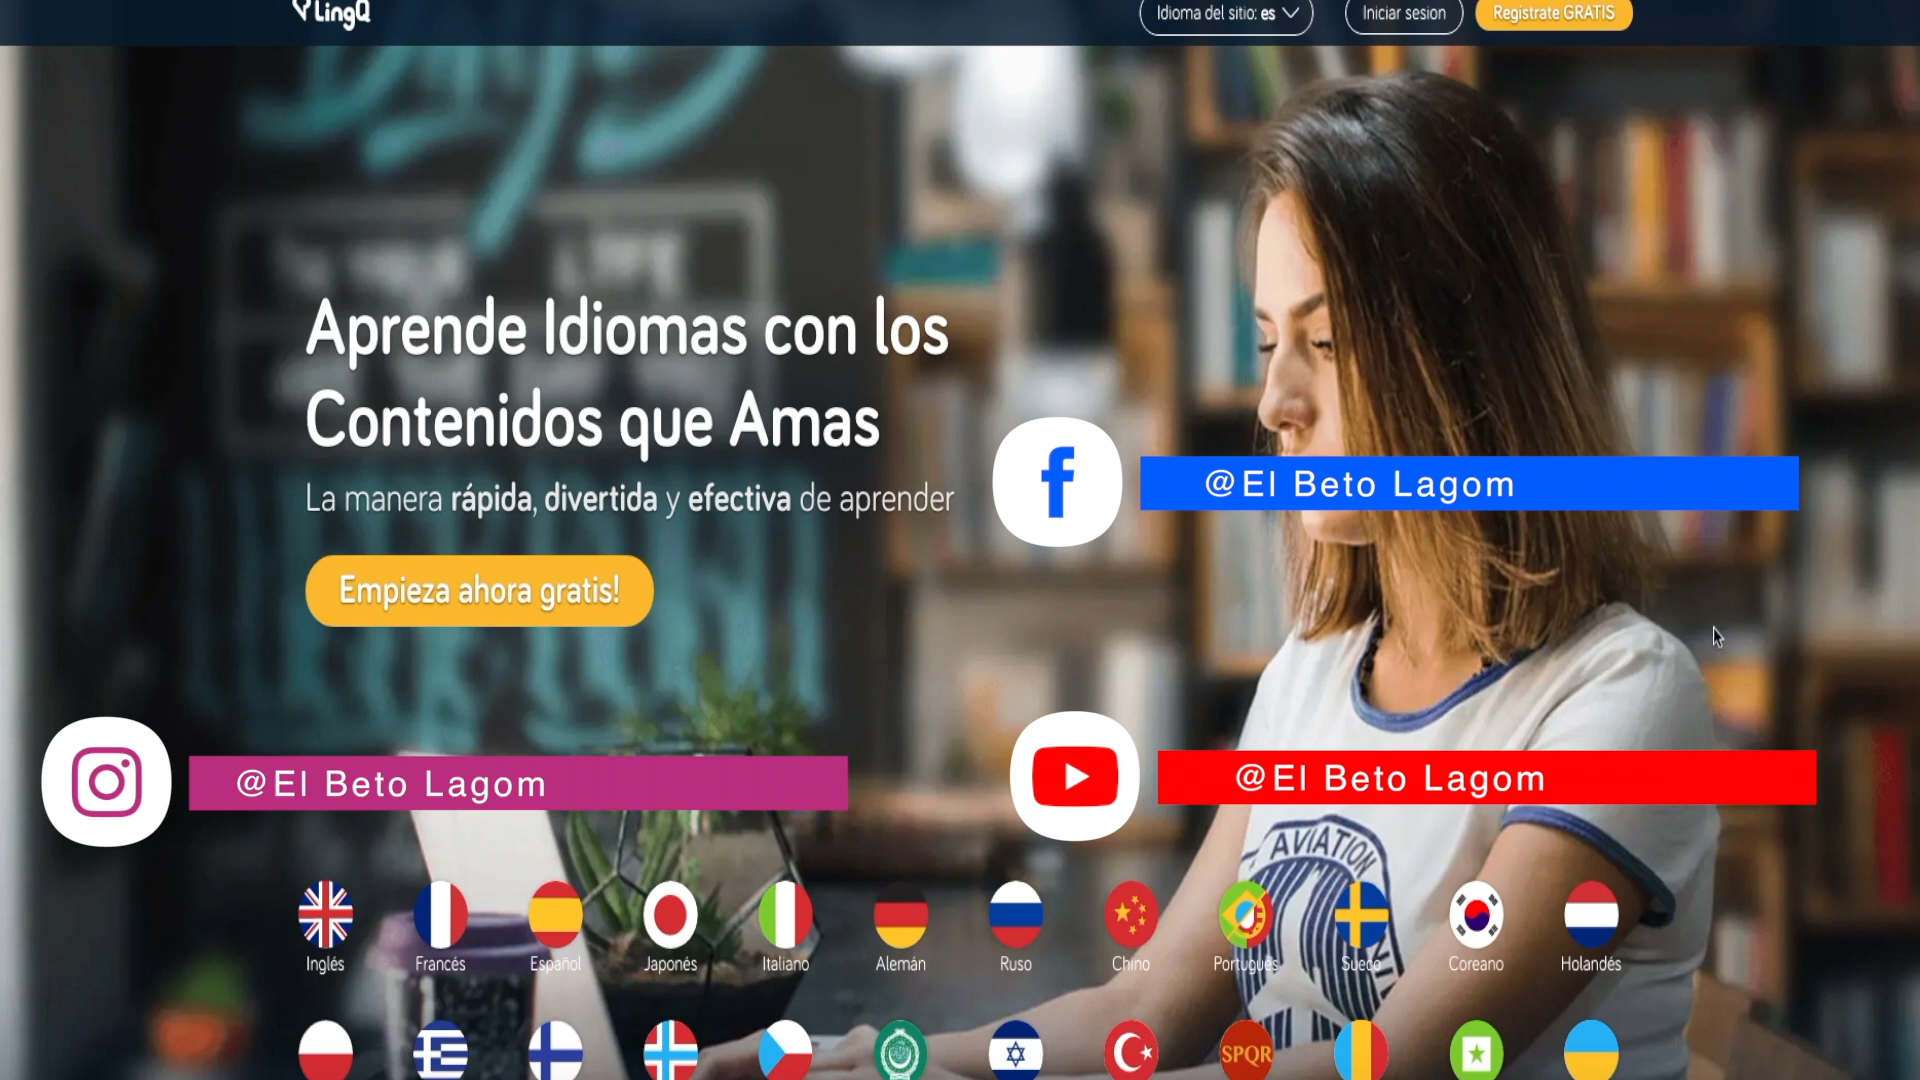 LingQ
Idioma del sitio: es
Iniciar sesion
Registrate GRATIS
Aprende Idiomas con los
Contenidos que Amas
La manera rápida, divertida y efectiva de aprender
Empieza ahora gratis!
@El Beto Lagom
@El Beto Lagom
@El Beto Lagom
AVIATION
Inglés
Francés
Español
Japonés
Italiano
Alemán
Ruso
Chino
Portugués
Sueco
Coreano
Holandés
SPQR